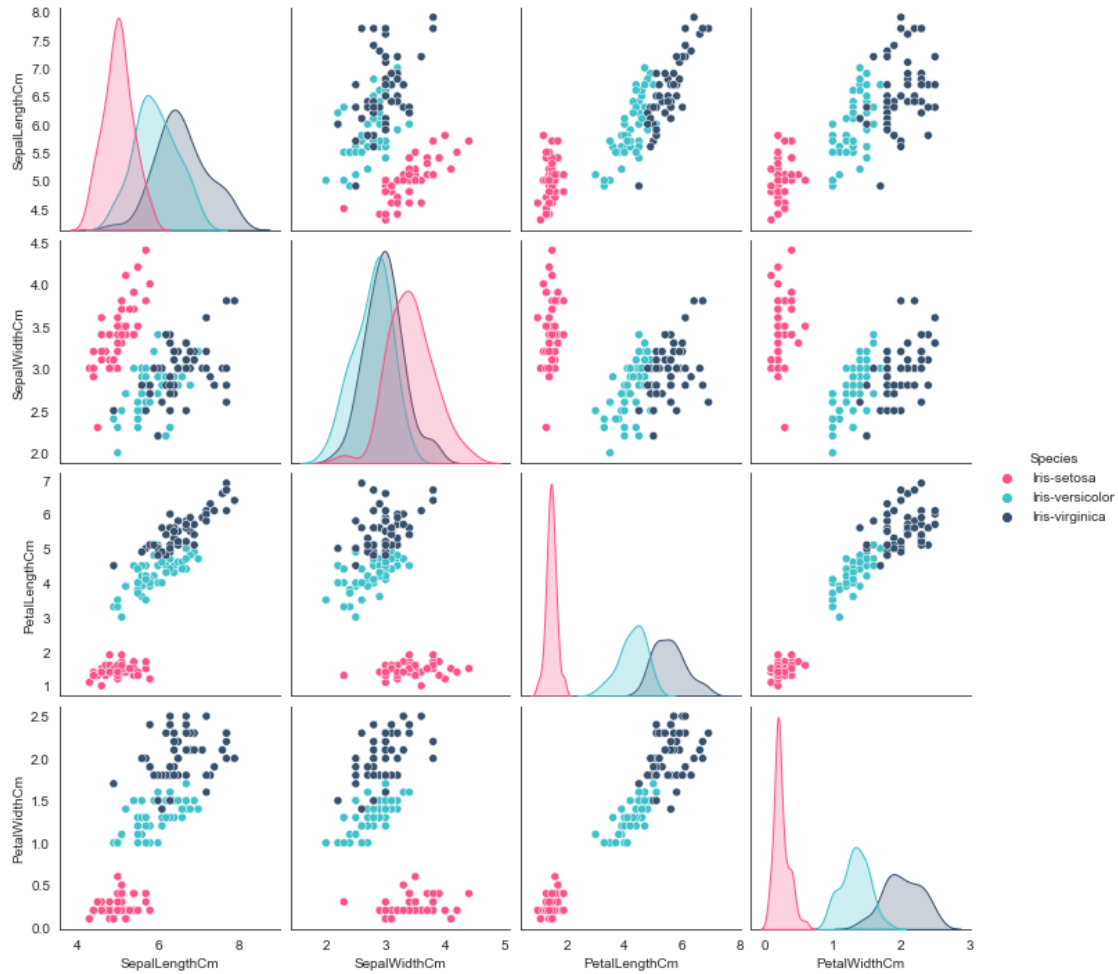 8.0
7.5
7.0
6.5
6.0
5.5
5.0
4.5
SepalLengthCm
4.5
4.0
3.5
3.0
2.5
2.0
SepalWidthCm
Species
Iris-setosa
Iris-versicolor
Iris-virginica
7
6
5
4
3
2
1
PetalLengthCm
2.5
2.0
1.5
1.0
0.5
0.0
PetalWidthCm
4 6 8
SepalLengthCm
2 3 4 5
SepalWidthCm
2 4 6 8
PetalLengthCm
0 1 2 3
PetalWidthCm